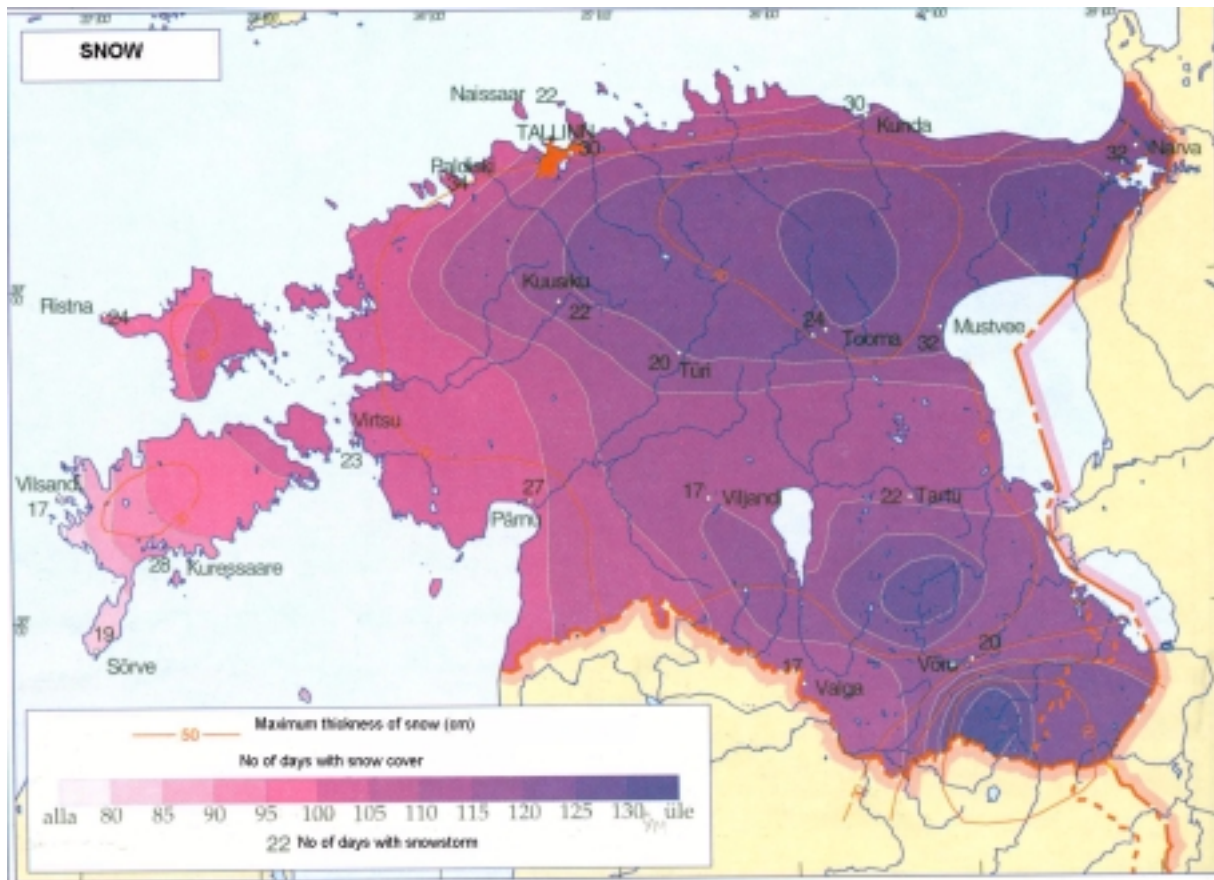 SNOW
Naissaar 22
TALLINN
30
Paldiski
34
30
Kunda
32 Narva
Ristna
24
Kuusiku
22
24
Tooma
Mustvee
32
20 Türi
Virtsu
23
Vilsandi
17
27
Pärnu
17 Viljandi
22 Tartu
28 Kuressaare
19
Sõrve
20
Võru
17
Valga
50 Maximum thickness of snow (cm)
No of days with snow cover
alla 80 85 90 95 100 105 110 115 120 125 130 üle
22 No of days with snowstorm